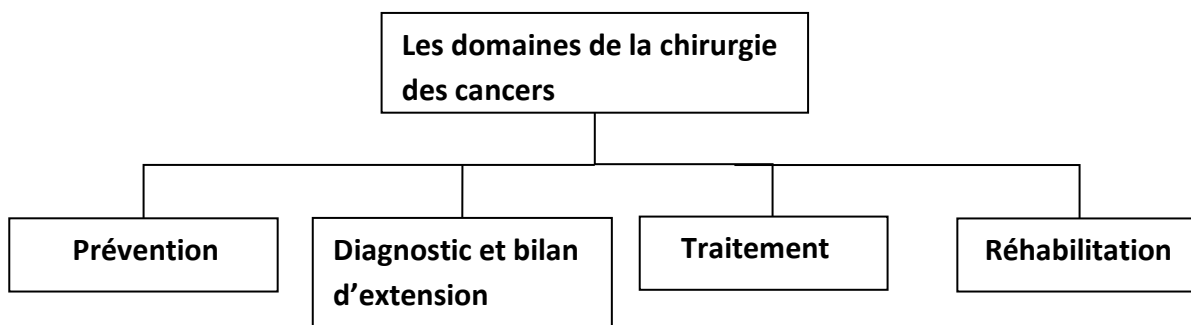 Les domaines de la chirurgie
des cancers
Prévention
Diagnostic et bilan
d’extension
Traitement
Réhabilitation